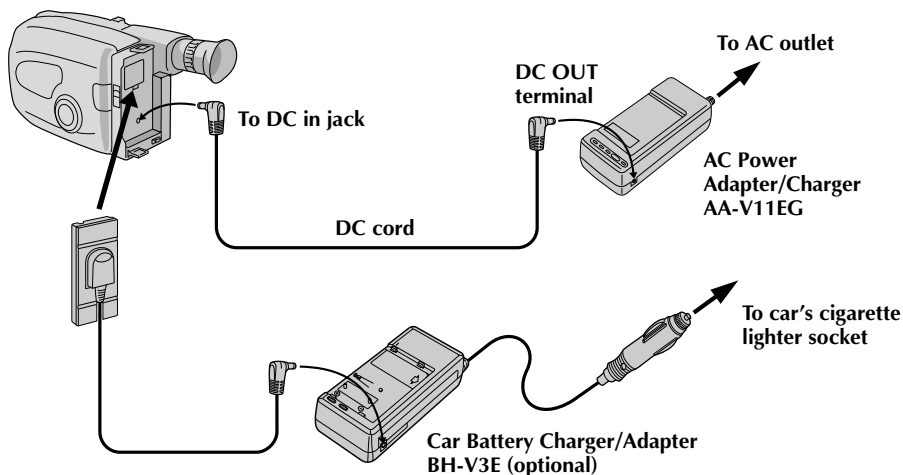 To AC outlet
DC OUT
terminal
To DC in jack
AC Power
Adapter/Charger
AA-V11EG
DC cord
To car’s cigarette
lighter socket
Car Battery Charger/Adapter
BH-V3E (optional)